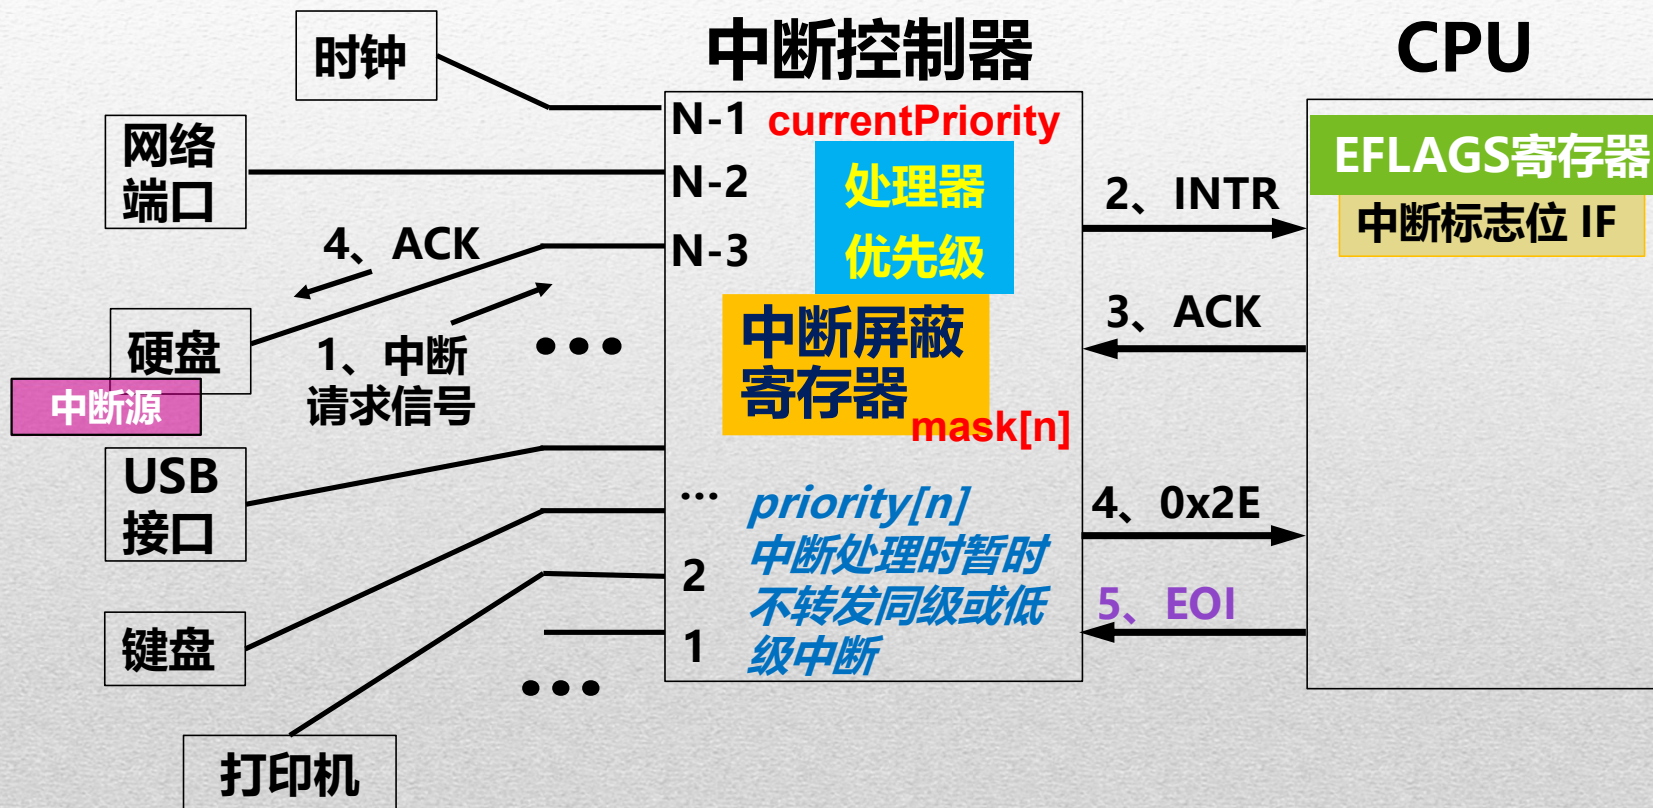 中断控制器
CPU
时钟
网络
端口
4、ACK
硬盘
1、中断
请求信号
中断源
USB
接口
键盘
打印机
•••
•••
N-1
currentPriority
N-2
N-3
处理器
优先级
中断屏蔽
寄存器
mask[n]
...
2
1
priority[n]
中断处理时暂时
不转发同级或低
级中断
2、INTR
3、ACK
4、0x2E
5、EOI
EFLAGS寄存器
中断标志位 IF